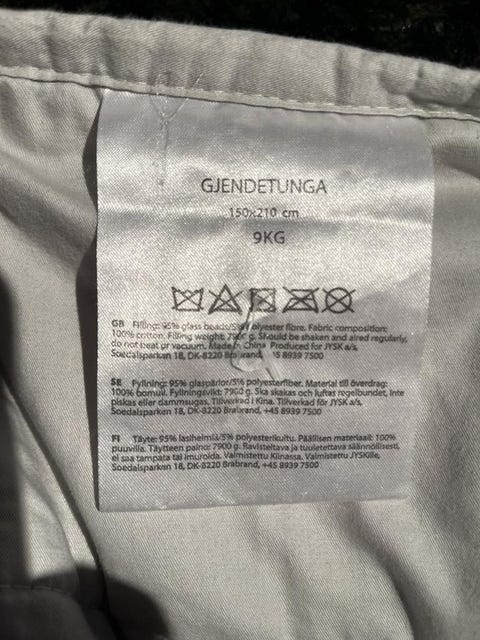 GJENDETUNGA
150x210 cm
9KG
GB Filling: 95% glass beads/5% Polyester fibre. Fabric composition:
100% cotton. Filling weight: 7900 g. Should be shaken and aired regularly,
do not beat or vacuum. Made in China Produced for JYSK a/s,
Soedalsparken 18, DK-8220 Brabrand, +45 8939 7500
SE Fyllning: 95% glaspärlor/5% polyesterfiber. Material till överdrag:
100% bomull. Fyllningsvikt: 7900 g. Ska skakas och luftas regelbundet, inte
piskas eller dammsugas. Tillverkad i Kina. Tillverkad för JYSK a/s,
Soedalsparken 18, DK-8220 Brabrand, +45 8939 7500
FI Täyte: 95% lasihelmiä/5% polyesterikuitu. Päällisen materiaali: 100%
puuvilla. Täytteen paino: 7900 g. Ravisteltava ja tuuletettava säännöllisesti,
ei saa tampata tai imuroida. Valmistettu Kiinassa. Valmistettu JYSKille,
Soedalsparken 18, DK-8220 Brabrand, +45 8939 7500